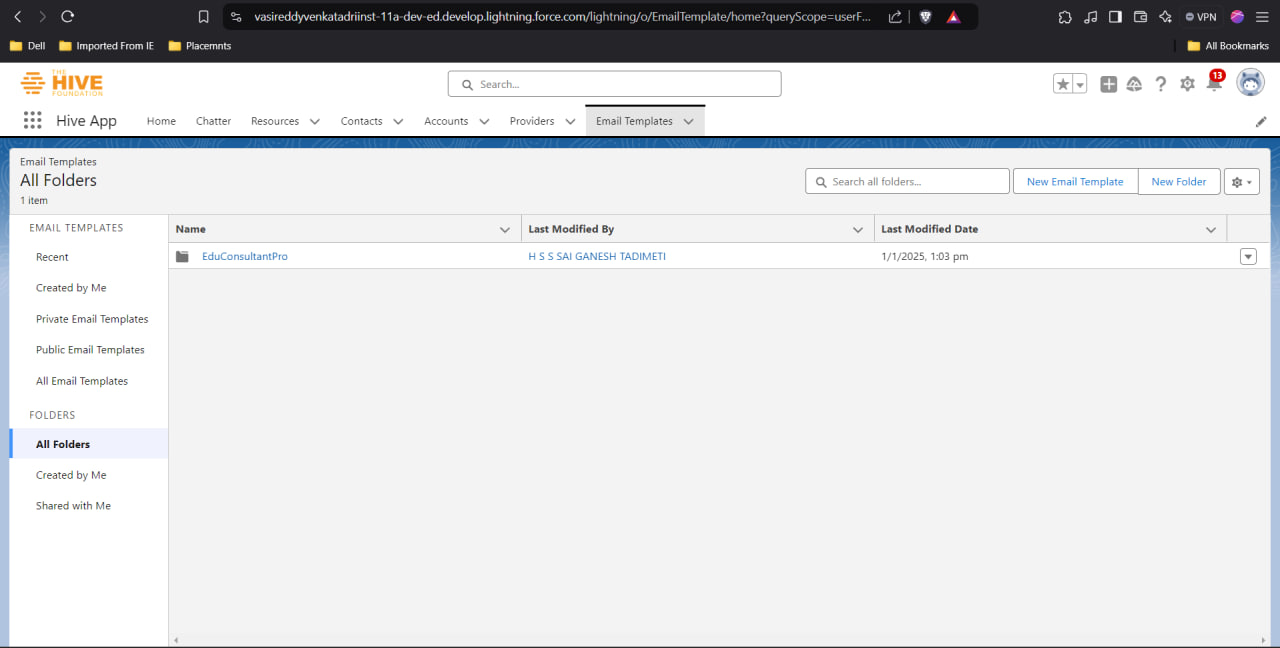 vasireddyvenkatadriinst-11a-dev-ed.develop.lightning.force.com/lightning/o/EmailTemplate/home?queryScope=userF...
VPN
Dell
Imported From IE
Placemnts
All Bookmarks
THE
HIVE
FOUNDATION
Search...
13
Hive App
Home
Chatter
Resources
Contacts
Accounts
Providers
Email Templates
Email Templates
All Folders
1 item
Search all folders...
New Email Template
New Folder
EMAIL TEMPLATES
Recent
Created by Me
Private Email Templates
Public Email Templates
All Email Templates
FOLDERS
All Folders
Created by Me
Shared with Me
Name
Last Modified By
Last Modified Date
EduConsultantPro
H S S SAI GANESH TADIMETI
1/1/2025, 1:03 pm